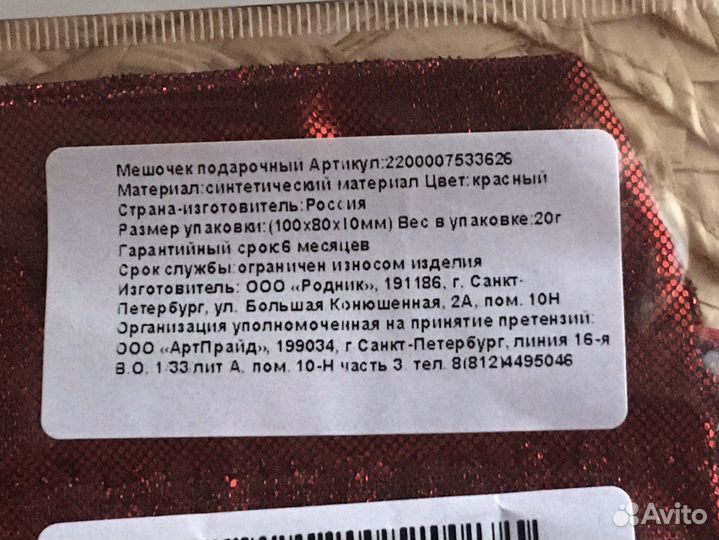 Мешочек подарочный Артикул:2200007533626
Материал:синтетический материал Цвет:красный
Страна-изготовитель:Россия
Размер упаковки:(100х80х10мм) Вес в упаковке:20г
Гарантийный срок:6 месяцев
Срок службы:ограничен износом изделия
Изготовитель: ООО «Родник», 191186, г. Санкт-
Петербург, ул. Большая Конюшенная, 2А, пом. 10Н
Организация уполномоченная на принятие претензий:
ООО «АртПрайд», 199034, г Санкт-Петербург, линия 16-я
В.О. 1/33 лит А, пом. 10-Н часть 3, тел. 8(812)4495046
Avito